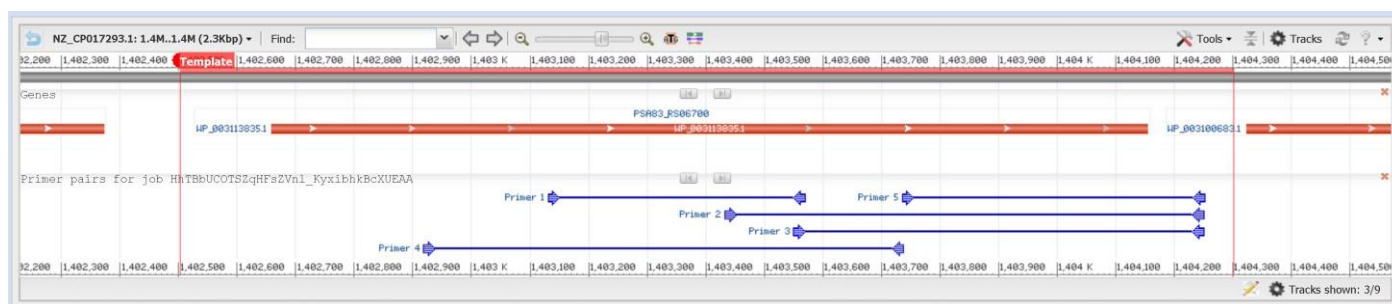 NZ_CP017293.1: 1.4M..1.4M (2.3Kbp) Find: Tools Tracks ?
32,200 1,402,300 1,402,400 Template 1,402,600 1,402,700 1,402,800 1,402,900 1,403 K 1,403,100 1,403,200 1,403,300 1,403,400 1,403,500 1,403,600 1,403,700 1,403,800 1,403,900 1,404 K 1,404,100 1,404,200 1,404,300 1,404,400 1,404,50
Genes
PSA83_RS06700
WP_003113835.1 WP_003113835.1 WP_003100683.1
Primer pairs for job HhTBbUCOTSZqHFsZVnl_KyxibhkBcXUEAA
Primer 1 Primer 5
Primer 2
Primer 3
Primer 4
32,200 1,402,300 1,402,400 1,402,500 1,402,600 1,402,700 1,402,800 1,402,900 1,403 K 1,403,100 1,403,200 1,403,300 1,403,400 1,403,500 1,403,600 1,403,700 1,403,800 1,403,900 1,404 K 1,404,100 1,404,200 1,404,300 1,404,400 1,404,50
Tracks shown: 3/9